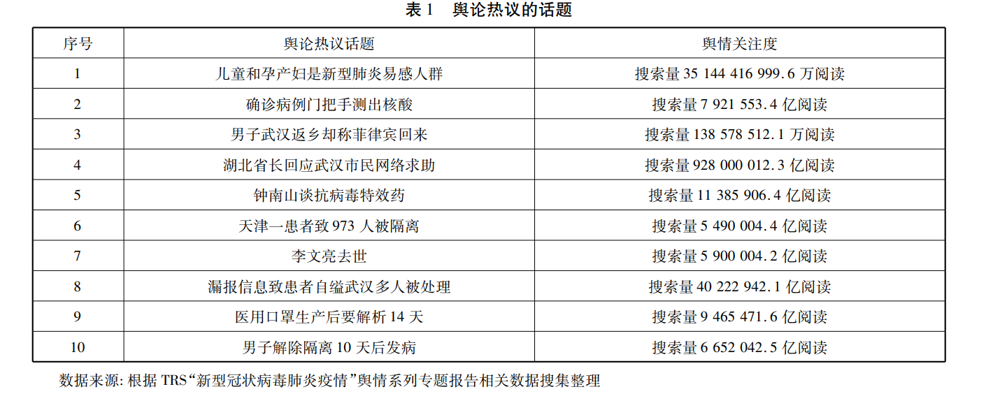 表 1 舆论热议的话题
序号 舆论热议话题 舆情关注度
1 儿童和孕产妇是新型肺炎易感人群 搜索量 35 144 416 999.6 万阅读
2 确诊病例门把手测出核酸 搜索量 7 921 553.4 亿阅读
3 男子武汉返乡却称菲律宾回来 搜索量 138 578 512.1 万阅读
4 湖北省长回应武汉市民网络求助 搜索量 928 000 012.3 亿阅读
5 钟南山谈抗病毒特效药 搜索量 11 385 906.4 亿阅读
6 天津一患者致 973 人被隔离 搜索量 5 490 004.4 亿阅读
7 李文亮去世 搜索量 5 900 004.2 亿阅读
8 漏报信息致患者自缢武汉多人被处理 搜索量 40 222 942.1 亿阅读
9 医用口罩生产后要解析 14 天 搜索量 9 465 471.6 亿阅读
10 男子解除隔离 10 天后发病 搜索量 6 652 042.5 亿阅读
数据来源: 根据 TRS“新型冠状病毒肺炎疫情”舆情系列专题报告相关数据搜集整理